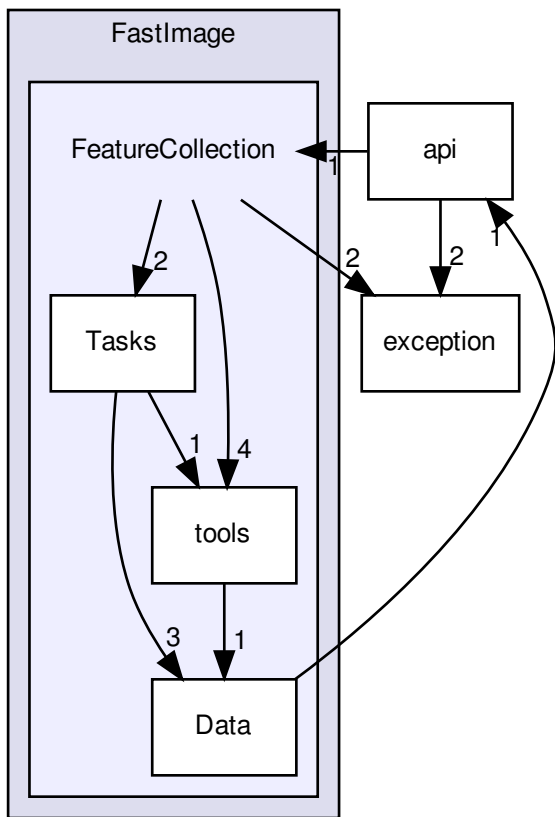 FastImage
FeatureCollection
api
1
1
2
2
2
Tasks
exception
1
4
tools
3
1
Data